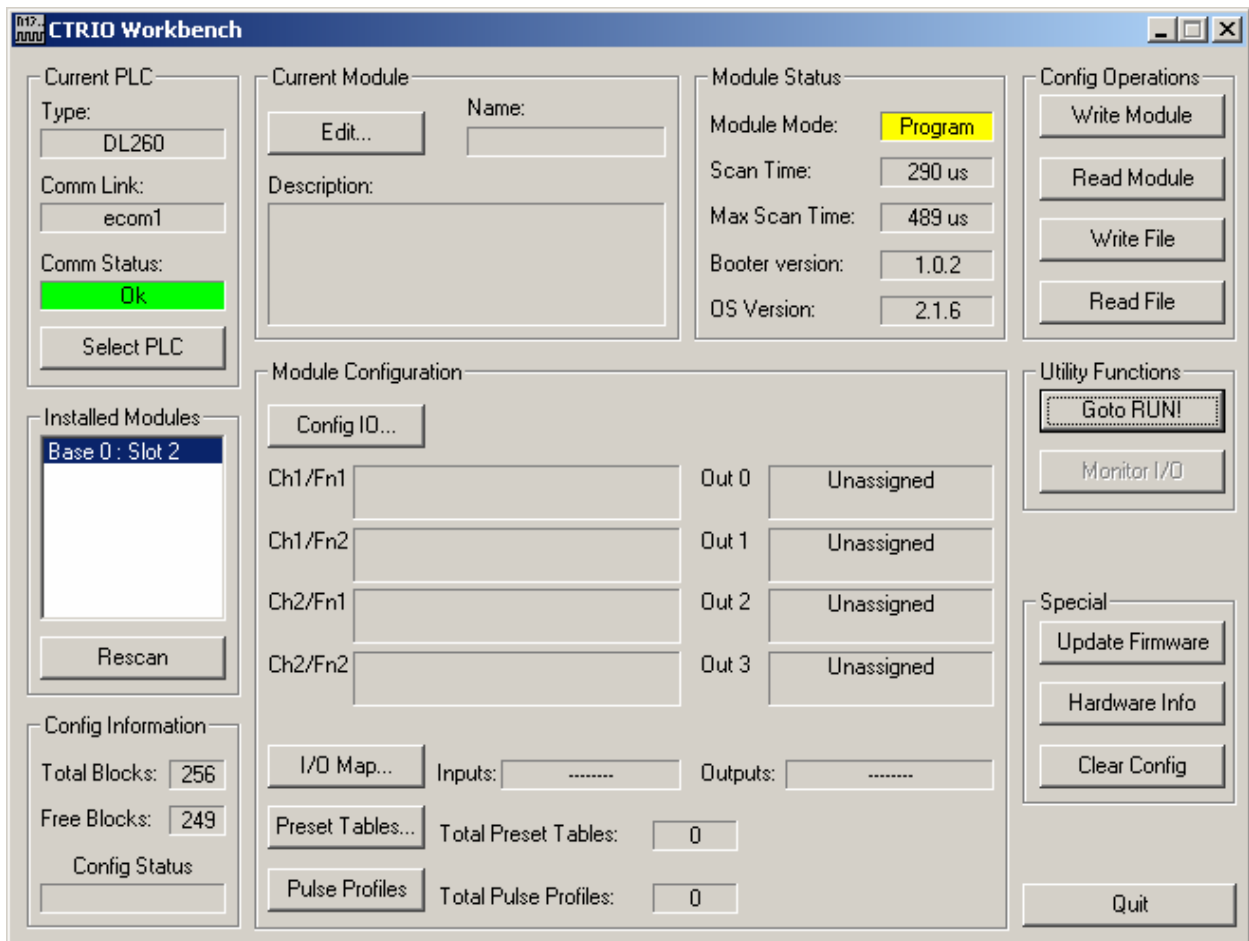 CTRIO Workbench
Current PLC
Type:
DL260
Comm Link:
ecom1
Comm Status:
Ok
Select PLC
Current Module
Edit...
Name:
Description:
Module Status
Module Mode: Program
Scan Time: 290 us
Max Scan Time: 489 us
Booter version: 1.0.2
OS Version: 2.1.6
Config Operations
Write Module
Read Module
Write File
Read File
Installed Modules
Base 0 : Slot 2
Rescan
Module Configuration
Config IO...
Ch1/Fn1
Out 0 Unassigned
Ch1/Fn2
Out 1 Unassigned
Ch2/Fn1
Out 2 Unassigned
Ch2/Fn2
Out 3 Unassigned
I/O Map...
Inputs: --------
Outputs: --------
Preset Tables...
Total Preset Tables: 0
Pulse Profiles
Total Pulse Profiles: 0
Utility Functions
Goto RUN!
Monitor I/O
Special
Update Firmware
Hardware Info
Clear Config
Config Information
Total Blocks: 256
Free Blocks: 249
Config Status
Quit